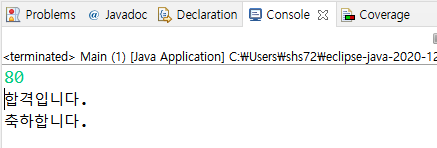 Problems @ Javadoc Declaration Console Coverage
<terminated> Main (1) [Java Application] C:₩Users₩shs72₩eclipse-java-2020-12
80
합격입니다.
축하합니다.